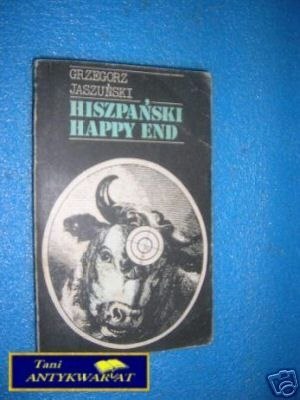 GRZEGORZ
JASZUŃSKI
HISZPAŃSKI
HAPPY END
Tani
ANTYKWARIAT